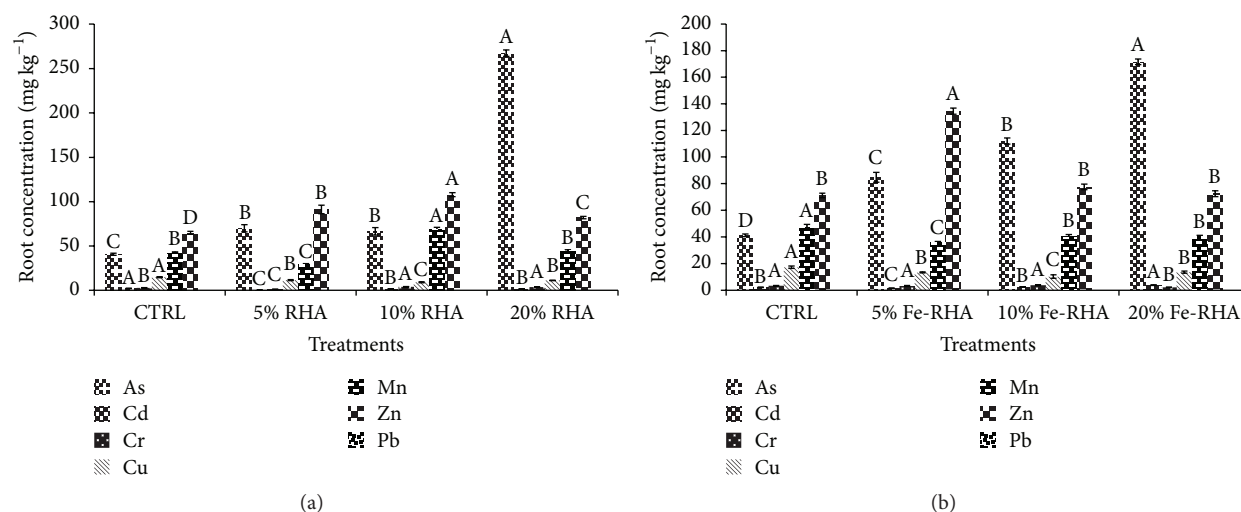 Root concentration (mg kg⁻¹)
300
250
200
150
100
50
0
C A B A B D
B C C B C B
B B A C A A
A B A B B C
CTRL 5% RHA 10% RHA 20% RHA
Treatments
As Mn
Cd Zn
Cr Pb
Cu
(a)
Root concentration (mg kg⁻¹)
200
180
160
140
120
100
80
60
40
20
0
D B A A A B
C C A B C A
B B A C B B
A A B B B B
CTRL 5% Fe-RHA 10% Fe-RHA 20% Fe-RHA
Treatments
As Mn
Cd Zn
Cr Pb
Cu
(b)